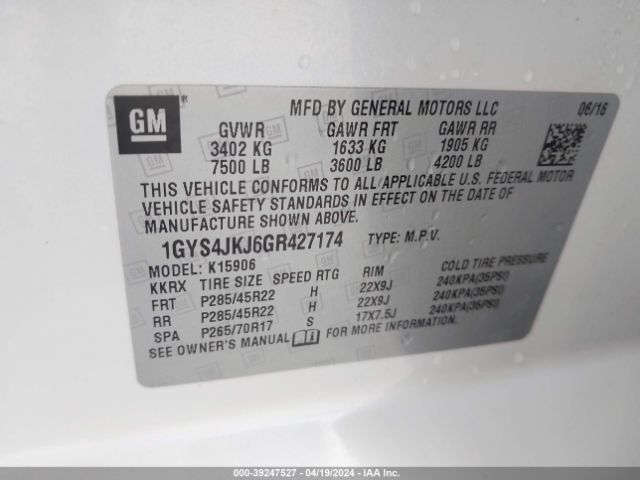 GM
MFD BY GENERAL MOTORS LLC 06/16
GVWR GAWR FRT GAWR RR
3402 KG 1633 KG 1905 KG
7500 LB 3600 LB 4200 LB
THIS VEHICLE CONFORMS TO ALL APPLICABLE U.S. FEDERAL MOTOR
VEHICLE SAFETY STANDARDS IN EFFECT ON THE DATE OF
MANUFACTURE SHOWN ABOVE.
1GYS4JKJ6GR427174 TYPE: M.P.V.
MODEL: K15906
KKRX TIRE SIZE SPEED RTG RIM COLD TIRE PRESSURE
FRT P285/45R22 H 22X9J 240KPA(35PSI)
RR P285/45R22 H 22X9J 240KPA(35PSI)
SPA P265/70R17 S 17X7.5J 240KPA(35PSI)
SEE OWNER'S MANUAL
000-39247527 - 04/19/2024 - IAA Inc.